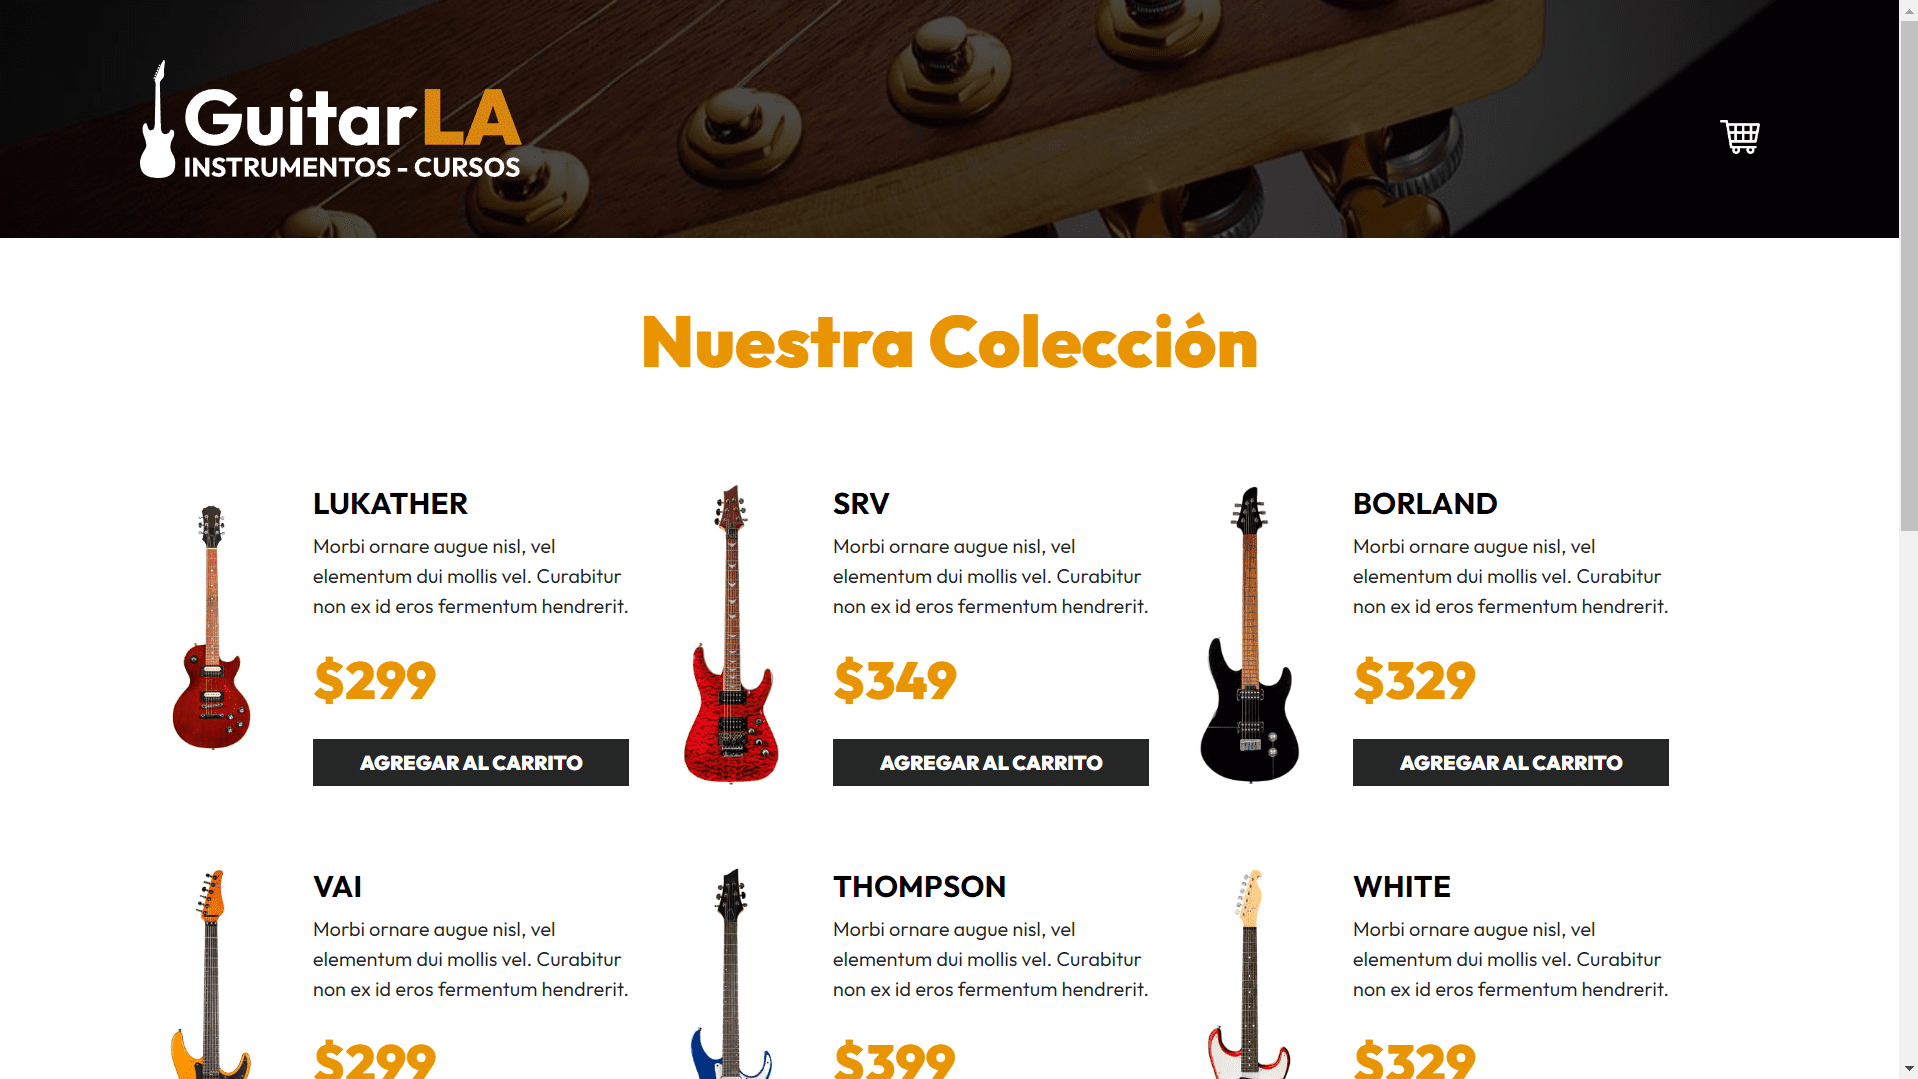 GuitarLA
INSTRUMENTOS - CURSOS
Nuestra Colección
LUKATHER
Morbi ornare augue nisl, vel
elementum dui mollis vel. Curabitur
non ex id eros fermentum hendrerit.
$299
AGREGAR AL CARRITO
SRV
Morbi ornare augue nisl, vel
elementum dui mollis vel. Curabitur
non ex id eros fermentum hendrerit.
$349
AGREGAR AL CARRITO
BORLAND
Morbi ornare augue nisl, vel
elementum dui mollis vel. Curabitur
non ex id eros fermentum hendrerit.
$329
AGREGAR AL CARRITO
VAI
Morbi ornare augue nisl, vel
elementum dui mollis vel. Curabitur
non ex id eros fermentum hendrerit.
$299
THOMPSON
Morbi ornare augue nisl, vel
elementum dui mollis vel. Curabitur
non ex id eros fermentum hendrerit.
$399
WHITE
Morbi ornare augue nisl, vel
elementum dui mollis vel. Curabitur
non ex id eros fermentum hendrerit.
$329